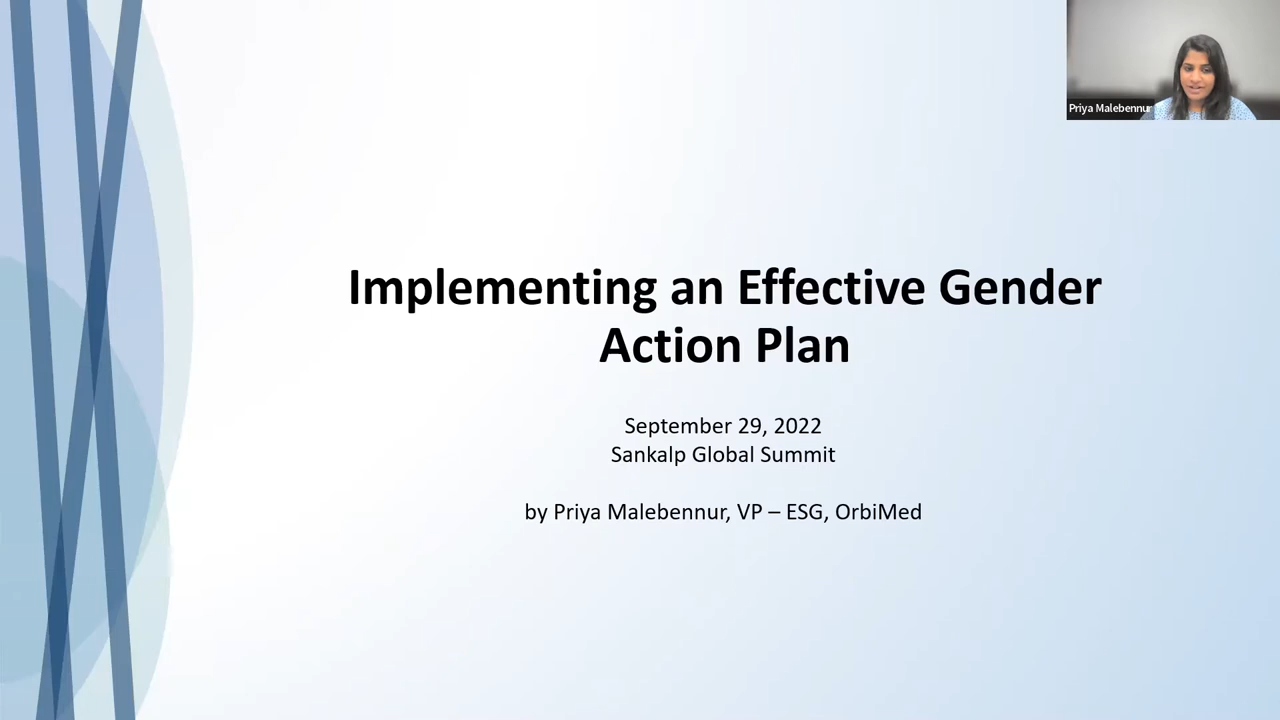 Priya Malebennur
Implementing an Effective Gender
Action Plan
September 29, 2022
Sankalp Global Summit
by Priya Malebennur, VP – ESG, OrbiMed